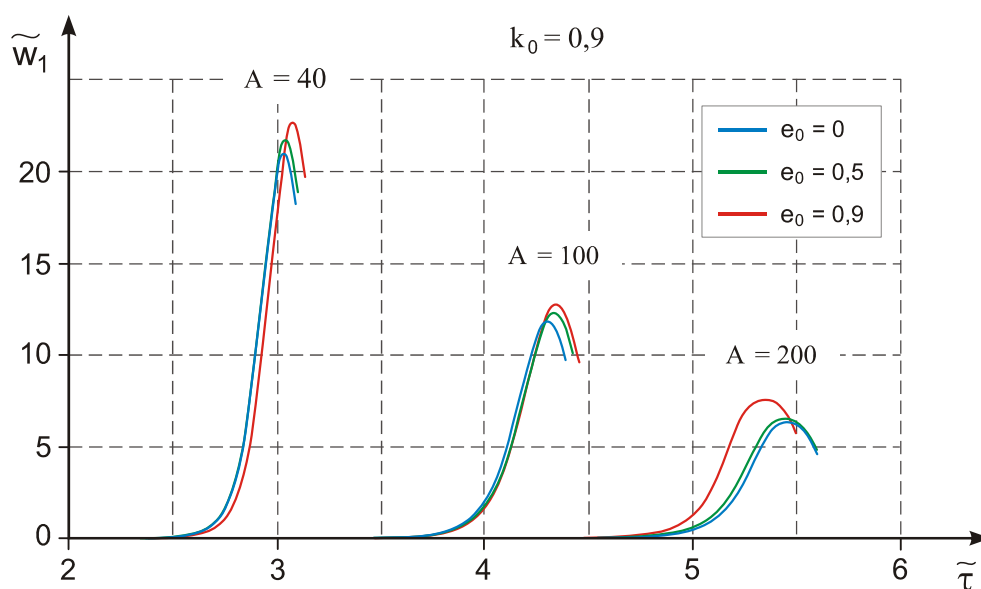 w̃₁
k₀ = 0,9
A = 40
e₀ = 0
e₀ = 0,5
e₀ = 0,9
20
15
A = 100
10
A = 200
5
0
2 3 4 5 6 τ̃